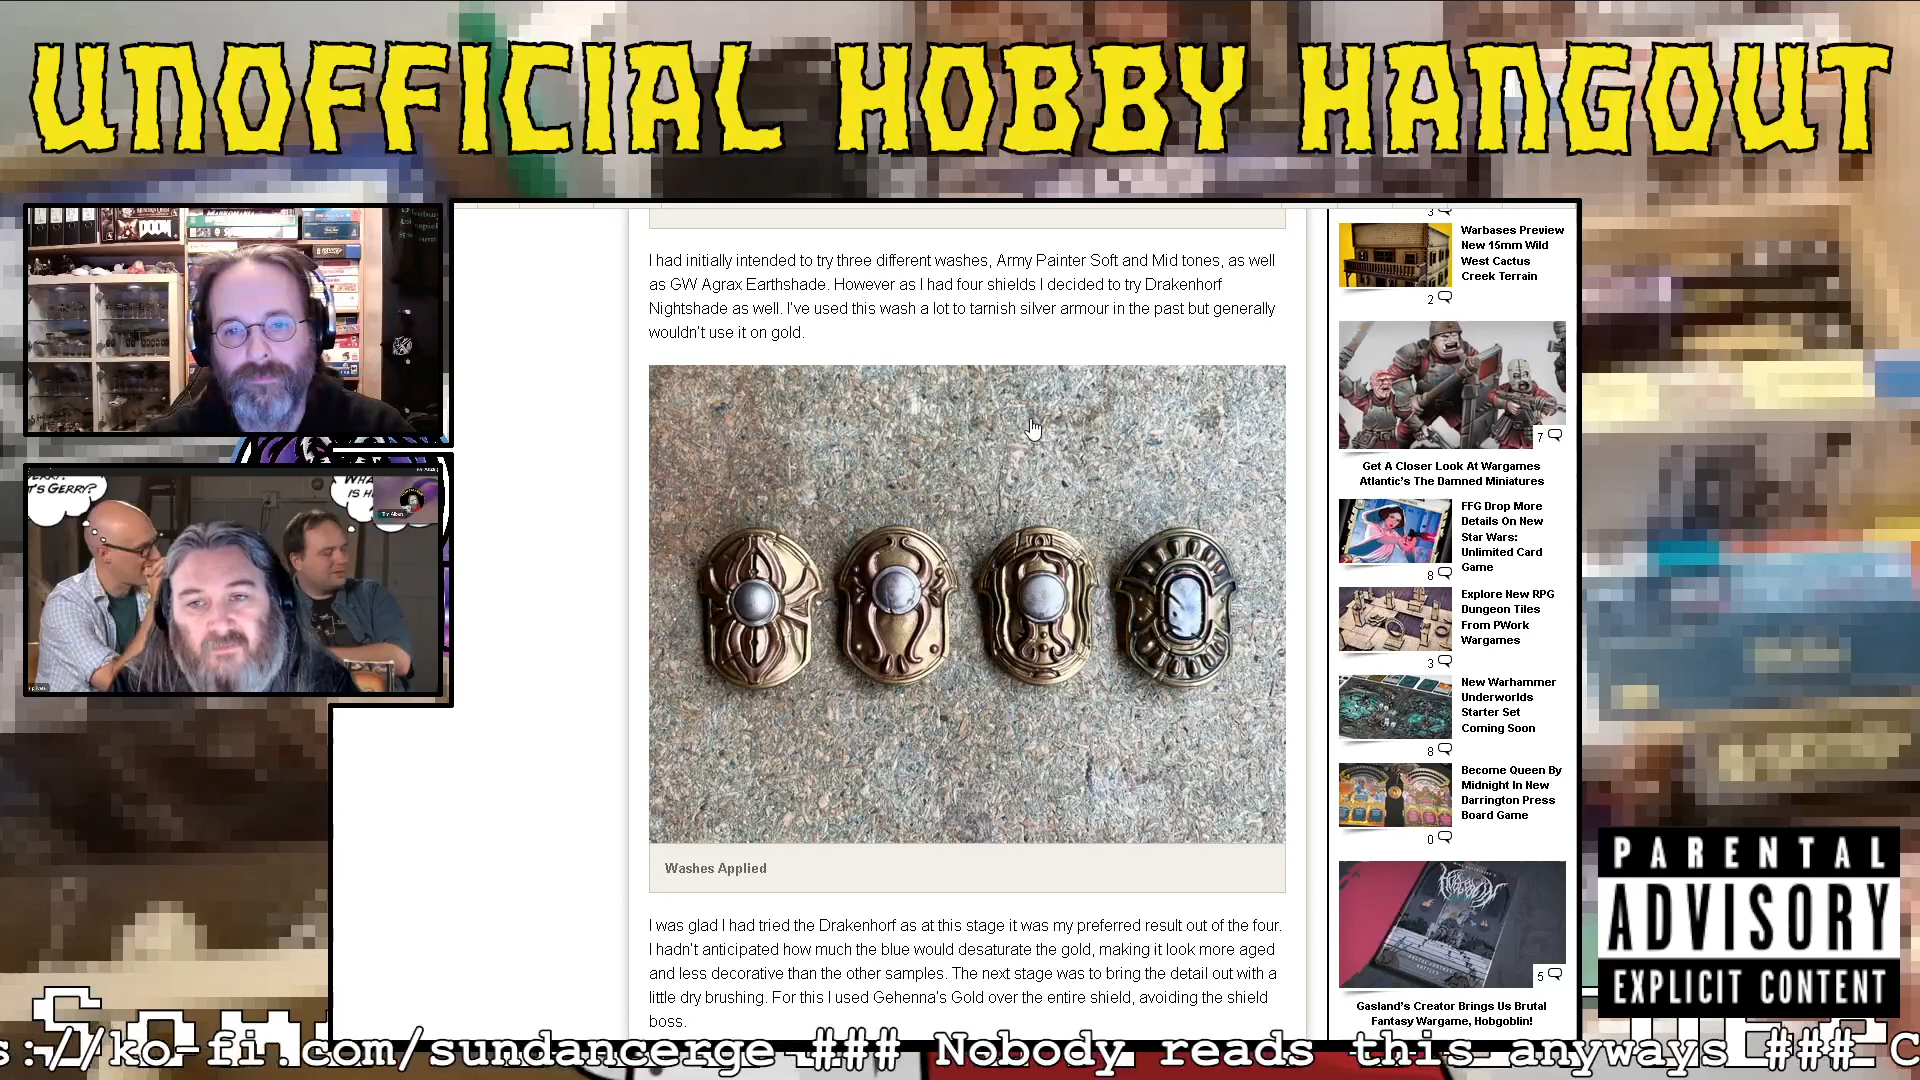 UNOFFICIAL HOBBY HANGOUT
DOOM
T'S GERRY?
WHA
IS H
Tim Albert
I had initially intended to try three different washes, Army Painter Soft and Mid tones, as well
as GW Agrax Earthshade. However as I had four shields I decided to try Drakenhorf
Nightshade as well. I've used this wash a lot to tarnish silver armour in the past but generally
wouldn't use it on gold.
Washes Applied
I was glad I had tried the Drakenhorf as at this stage it was my preferred result out of the four.
I hadn't anticipated how much the blue would desaturate the gold, making it look more aged
and less decorative than the other samples. The next stage was to bring the detail out with a
little dry brushing. For this I used Gehenna's Gold over the entire shield, avoiding the shield
boss.
3
Warbases Preview
New 15mm Wild
West Cactus
Creek Terrain
2
7
Get A Closer Look At Wargames
Atlantic's The Damned Miniatures
FFG Drop More
Details On New
Star Wars:
Unlimited Card
Game
8
Explore New RPG
Dungeon Tiles
From PWork
Wargames
3
New Warhammer
Underworlds
Starter Set
Coming Soon
8
Become Queen By
Midnight In New
Darrington Press
Board Game
0
5
Gasland's Creator Brings Us Brutal
Fantasy Wargame, Hobgoblin!
PARENTAL
ADVISORY
EXPLICIT CONTENT
s://ko-fi.com/sundancerge ### Nobody reads this anyways ### C